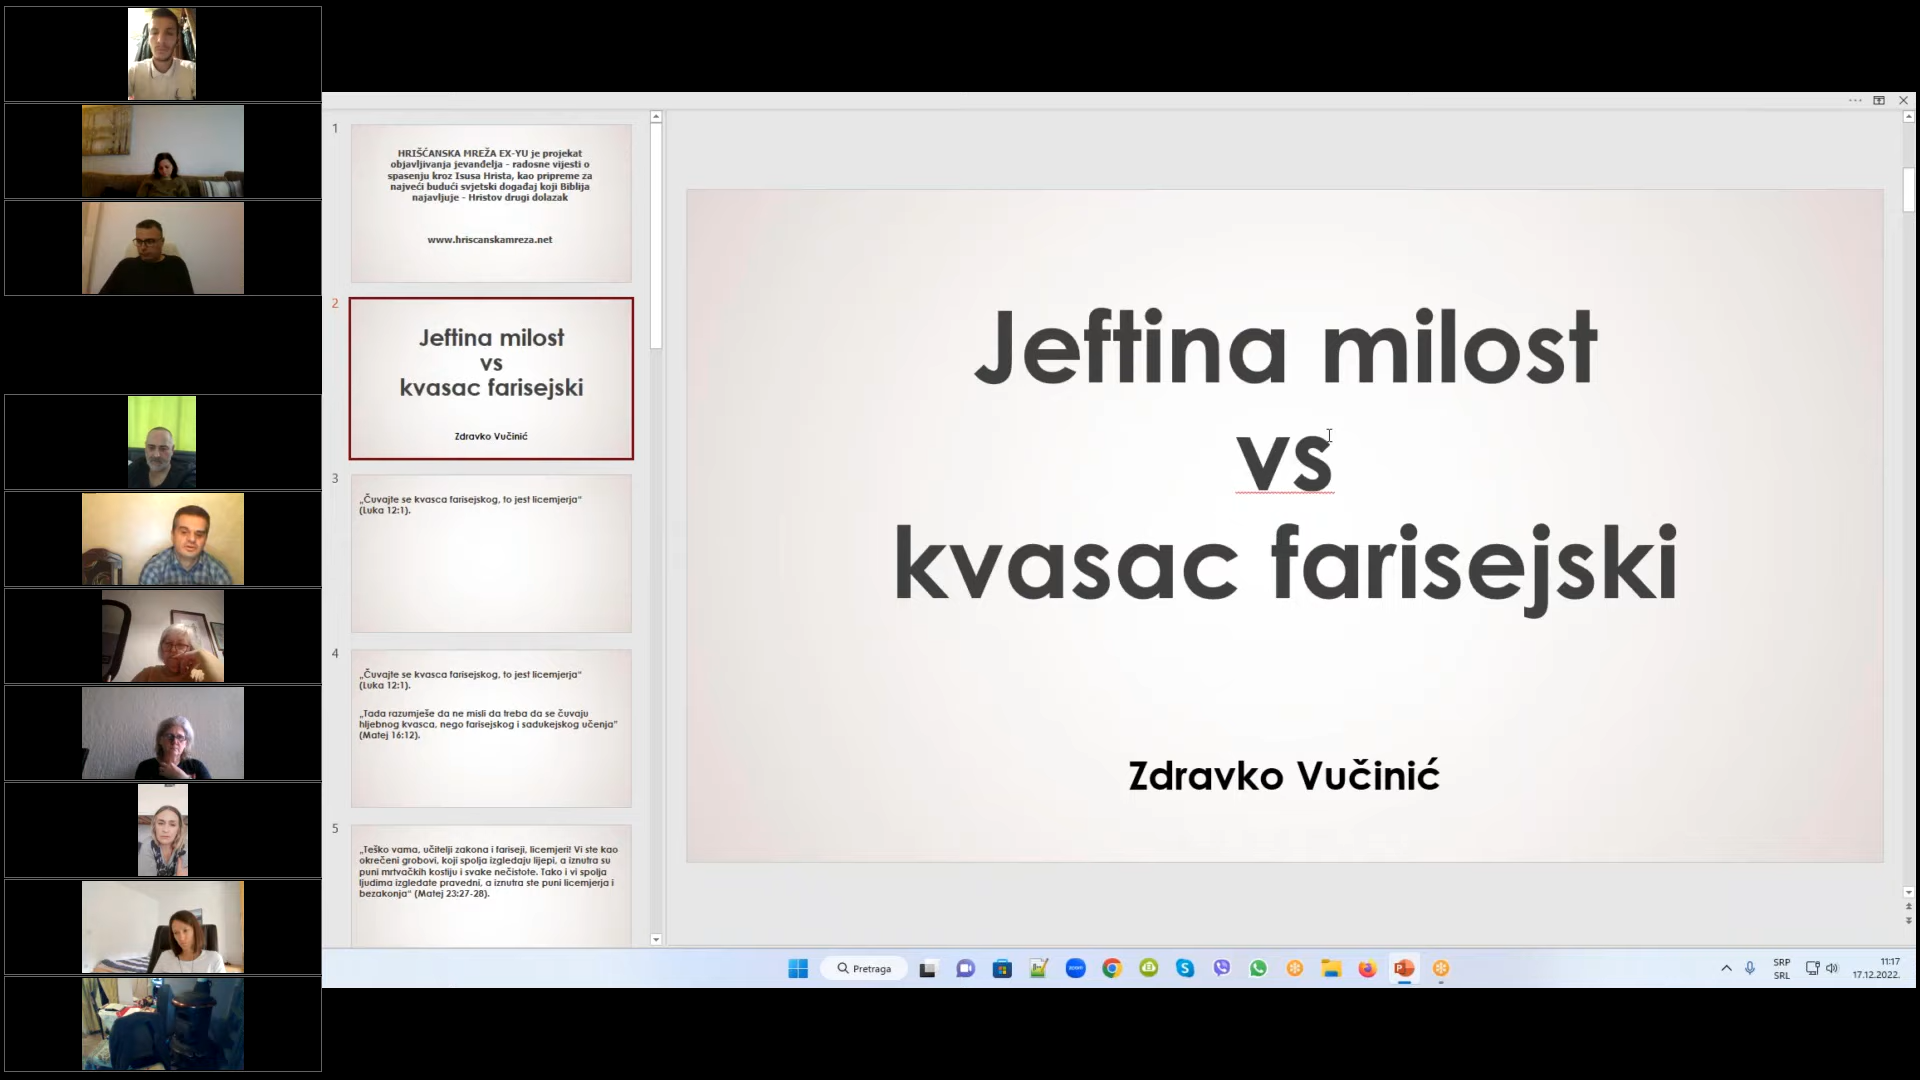 1
HRIŠĆANSKA MREŽA EX-YU je projekat
objavljivanja jevanđelja - radosne vijesti o
spasenju kroz Isusa Hrista, kao pripreme za
najveći budući svjetski događaj koji Biblija
najavljuje - Hristov drugi dolazak
www.hriscanskamreza.net
2
Jeftina milost
vs
kvasac farisejski
Zdravko Vučinić
3
„Čuvajte se kvasca farisejskog, to jest licemjerja“
(Luka 12:1).
4
„Čuvajte se kvasca farisejskog, to jest licemjerja“
(Luka 12:1).
„Tada razumješe da ne misli da treba da se čuvaju
hljebnog kvasca, nego farisejskog i sadukejskog učenja“
(Matej 16:12).
5
„Teško vama, učitelji zakona i fariseji, licemjeri! Vi ste kao
okrečeni grobovi, koji spolja izgledaju lijepi, a iznutra su
puni mrtvačkih kostiju i svake nečistote. Tako i vi spolja
ljudima izgledate pravedni, a iznutra ste puni licemjerja i
bezakonja“ (Matej 23:27-28).
Jeftina milost
vs
kvasac farisejski
Zdravko Vučinić
Pretraga
SRP
SRL
11:17
17.12.2022.